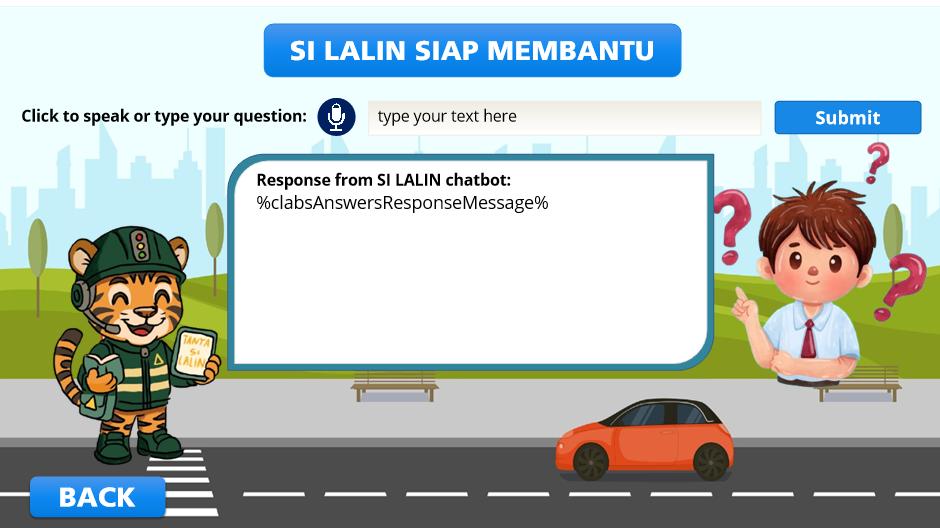 SI LALIN SIAP MEMBANTU
Click to speak or type your question:
type your text here
Submit
Response from SI LALIN chatbot:
%clabsAnswersResponseMessage%
TANYA
SI
LALIN
BACK